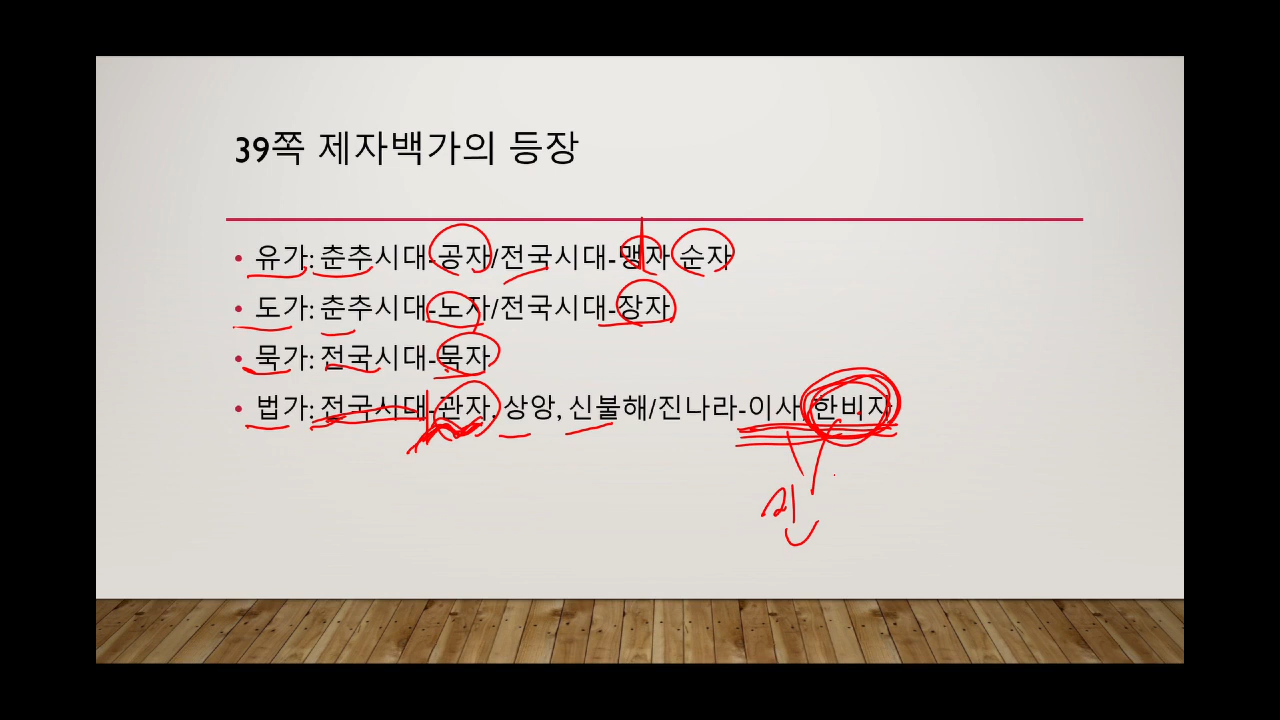 39쪽 제자백가의 등장
• 유가: 춘추시대-공자/전국시대-맹자 순자
• 도가: 춘추시대-노자/전국시대-장자
• 묵가: 전국시대-묵자
• 법가: 전국시대-관자, 상앙, 신불해/진나라-이사 한비자